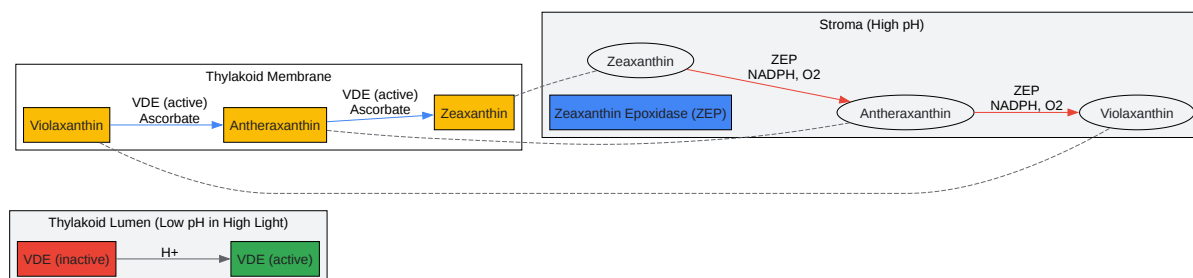 Stroma (High pH)
Zeaxanthin
ZEP
NADPH, O2
Zeaxanthin Epoxidase (ZEP)
Antheraxanthin
ZEP
NADPH, O2
Violaxanthin
Thylakoid Membrane
Violaxanthin
VDE (active)
Ascorbate
Antheraxanthin
VDE (active)
Ascorbate
Zeaxanthin
Thylakoid Lumen (Low pH in High Light)
VDE (inactive)
H+
VDE (active)